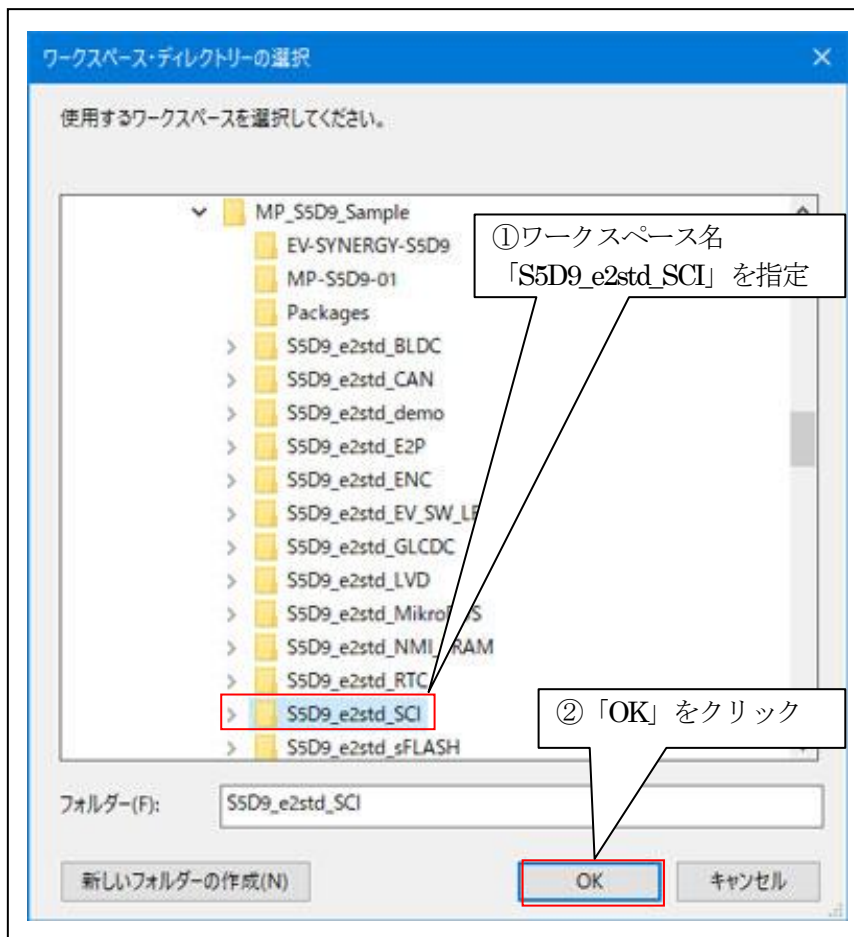 ワークスペース・ディレクトリーの選択
使用するワークスペースを選択してください。
MP_S5D9_Sample
EV-SYNERGY-S5D9
MP-S5D9-01
Packages
S5D9_e2std_BLDC
S5D9_e2std_CAN
S5D9_e2std_demo
S5D9_e2std_E2P
S5D9_e2std_ENC
S5D9_e2std_EV_SW_LE
S5D9_e2std_GLCDC
S5D9_e2std_LVD
S5D9_e2std_NMI_
S5D9_e2std_RTC
S5D9_e2std_SCI
S5D9_e2std_sFLASH
①ワークスペース名
「S5D9_e2std_SCI」を指定
②「OK」をクリック
フォルダー(F): S5D9_e2std_SCI
新しいフォルダーの作成(N) OK キャンセル